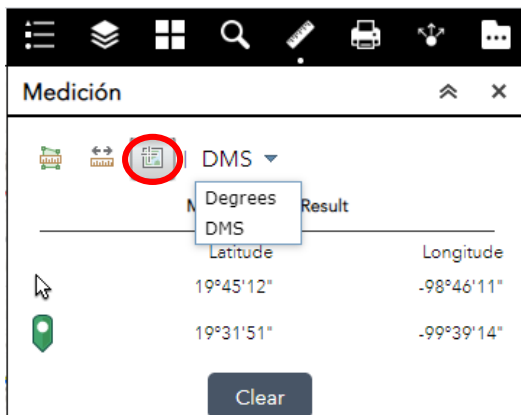 Medición
DMS
Degrees
DMS
M Result
Latitude Longitude
19°45'12" -98°46'11"
19°31'51" -99°39'14"
Clear